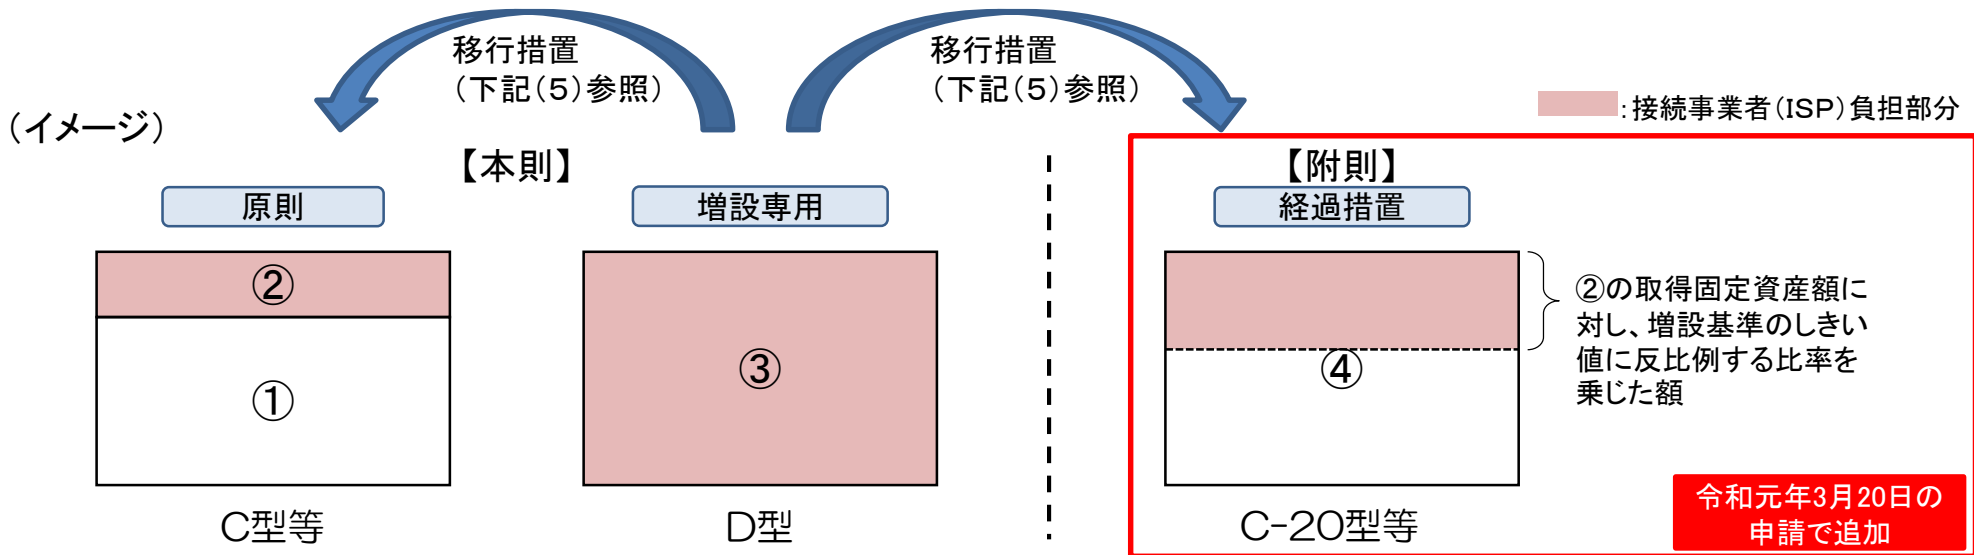 移行措置
（下記（5）参照）
移行措置
（下記（5）参照）
（イメージ）
：接続事業者（ISP）負担部分
【本則】
【附則】
原則
増設専用
経過措置
②
①
③
④
②の取得固定資産額に
対し、増設基準のしきい
値に反比例する比率を
乗じた額
C型等
D型
C-20型等
令和元年3月20日の
申請で追加